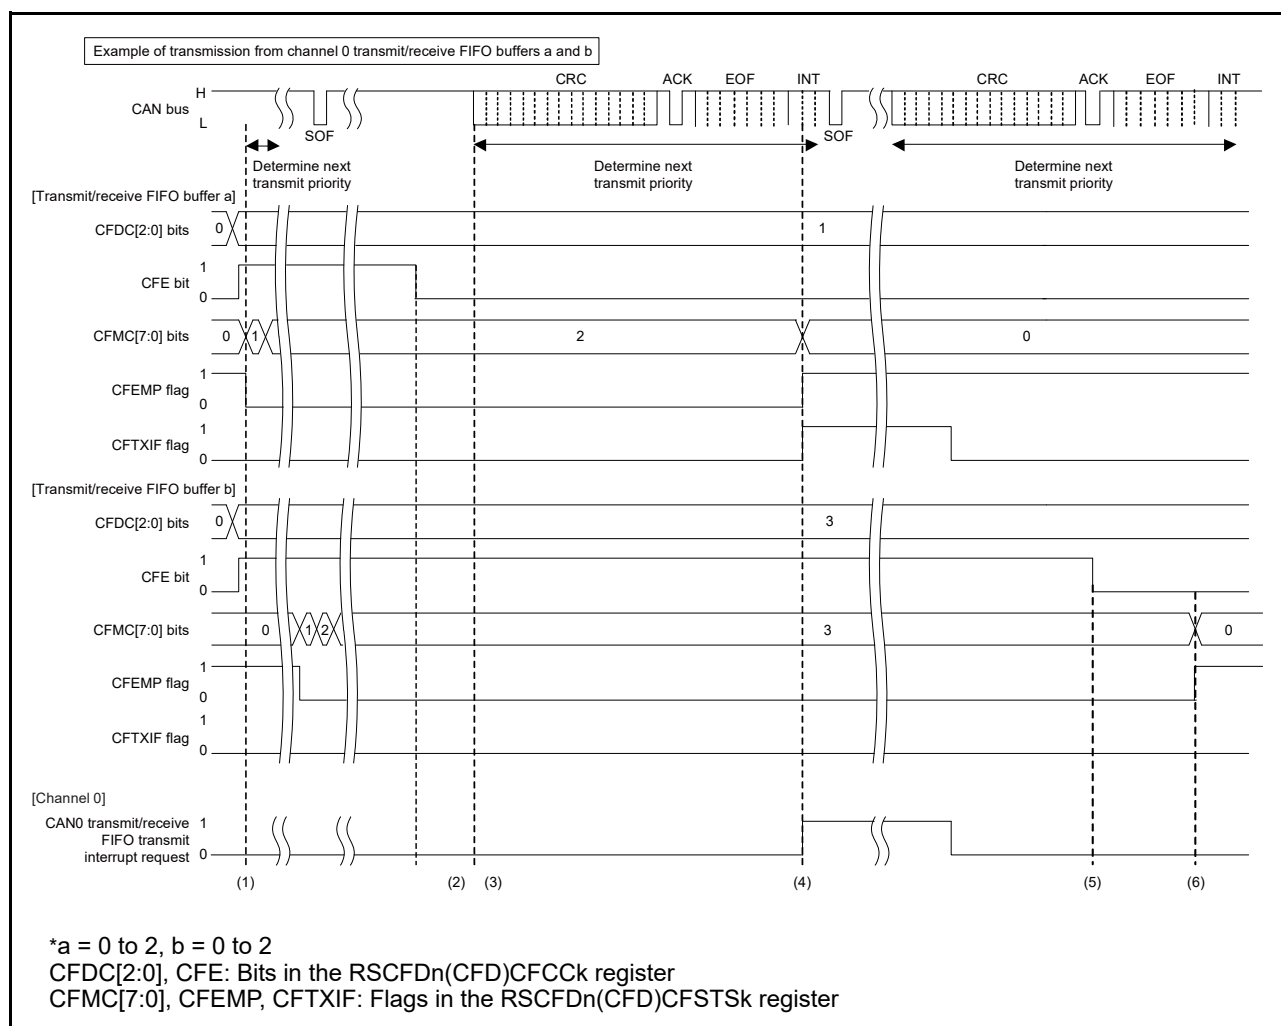 Example of transmission from channel 0 transmit/receive FIFO buffers a and b
CRC ACK EOF INT CRC ACK EOF INT
H
CAN bus
L
SOF SOF
Determine next
transmit priority
Determine next
transmit priority
Determine next
transmit priority
[Transmit/receive FIFO buffer a]
CFDC[2:0] bits 0 1
1
CFE bit
0
CFMC[7:0] bits 0 1 2 0
1
CFEMP flag
0
1
CFTXIF flag
0
[Transmit/receive FIFO buffer b]
CFDC[2:0] bits 0 3
1
CFE bit
0
CFMC[7:0] bits 0 1 2 3 0
1
CFEMP flag
0
1
CFTXIF flag
0
[Channel 0]
CAN0 transmit/receive 1
FIFO transmit
interrupt request 0
(1) (2) (3) (4) (5) (6)
*a = 0 to 2, b = 0 to 2
CFDC[2:0], CFE: Bits in the RSCFDn(CFD)CFCCk register
CFMC[7:0], CFEMP, CFTXIF: Flags in the RSCFDn(CFD)CFSTSk register